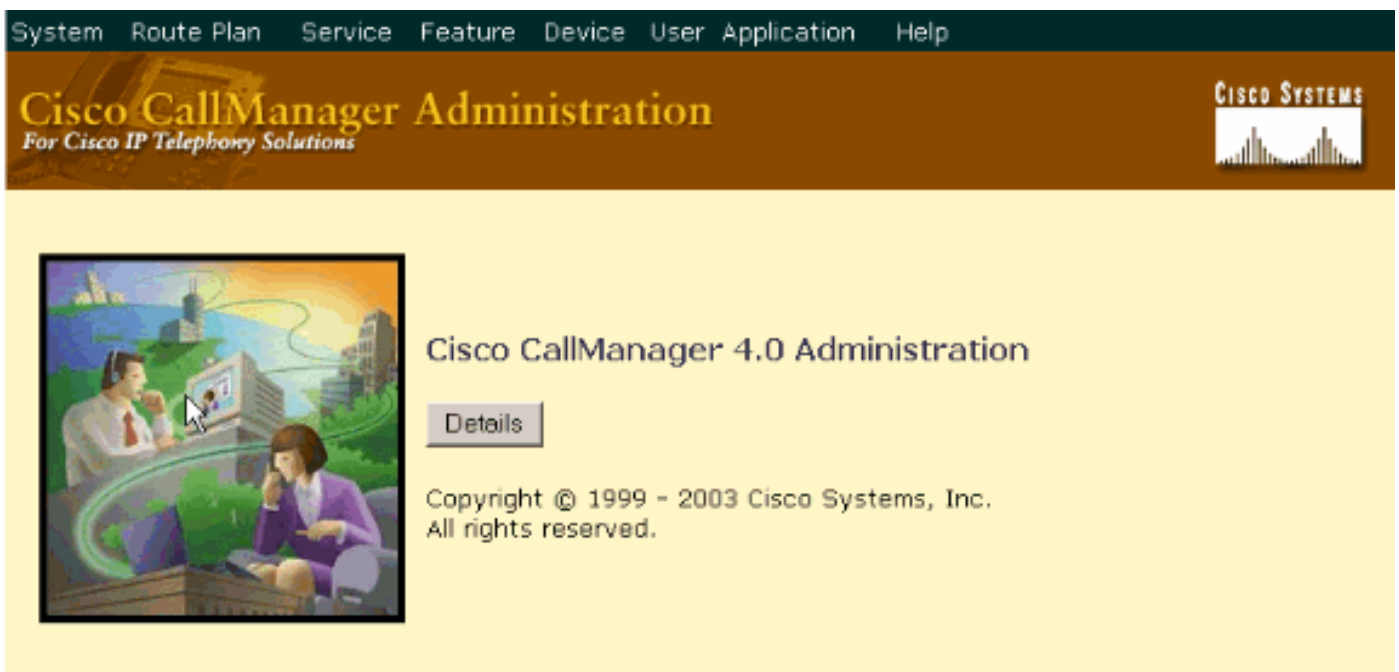 System Route Plan Service Feature Device User Application Help
Cisco CallManager Administration
For Cisco IP Telephony Solutions
CISCO SYSTEMS
Cisco CallManager 4.0 Administration
Details
Copyright © 1999 - 2003 Cisco Systems, Inc.
All rights reserved.